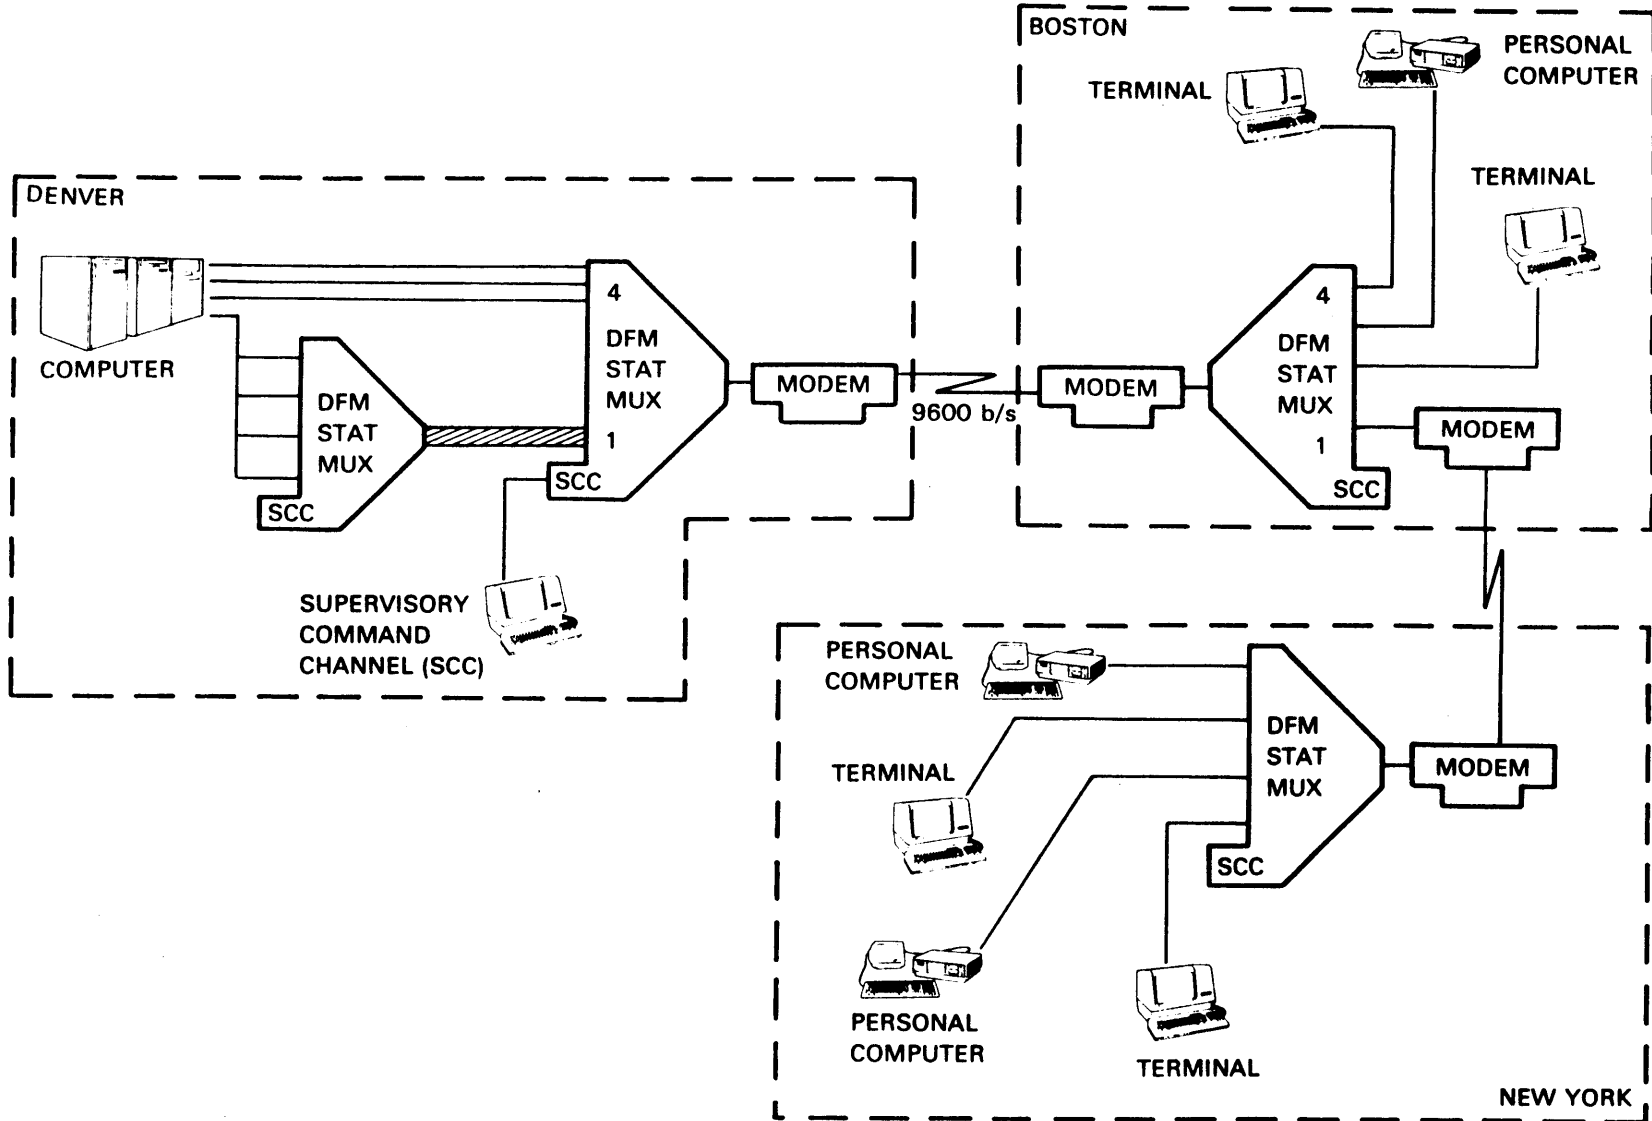 BOSTON
PERSONAL
COMPUTER
TERMINAL
TERMINAL
DENVER
COMPUTER
4
DFM
STAT
MUX
1
SCC
DFM
STAT
MUX
SCC
MODEM
9600 b/s
MODEM
4
DFM
STAT
MUX
1
SCC
MODEM
SUPERVISORY
COMMAND
CHANNEL (SCC)
PERSONAL
COMPUTER
TERMINAL
DFM
STAT
MUX
SCC
MODEM
PERSONAL
COMPUTER
TERMINAL
NEW YORK